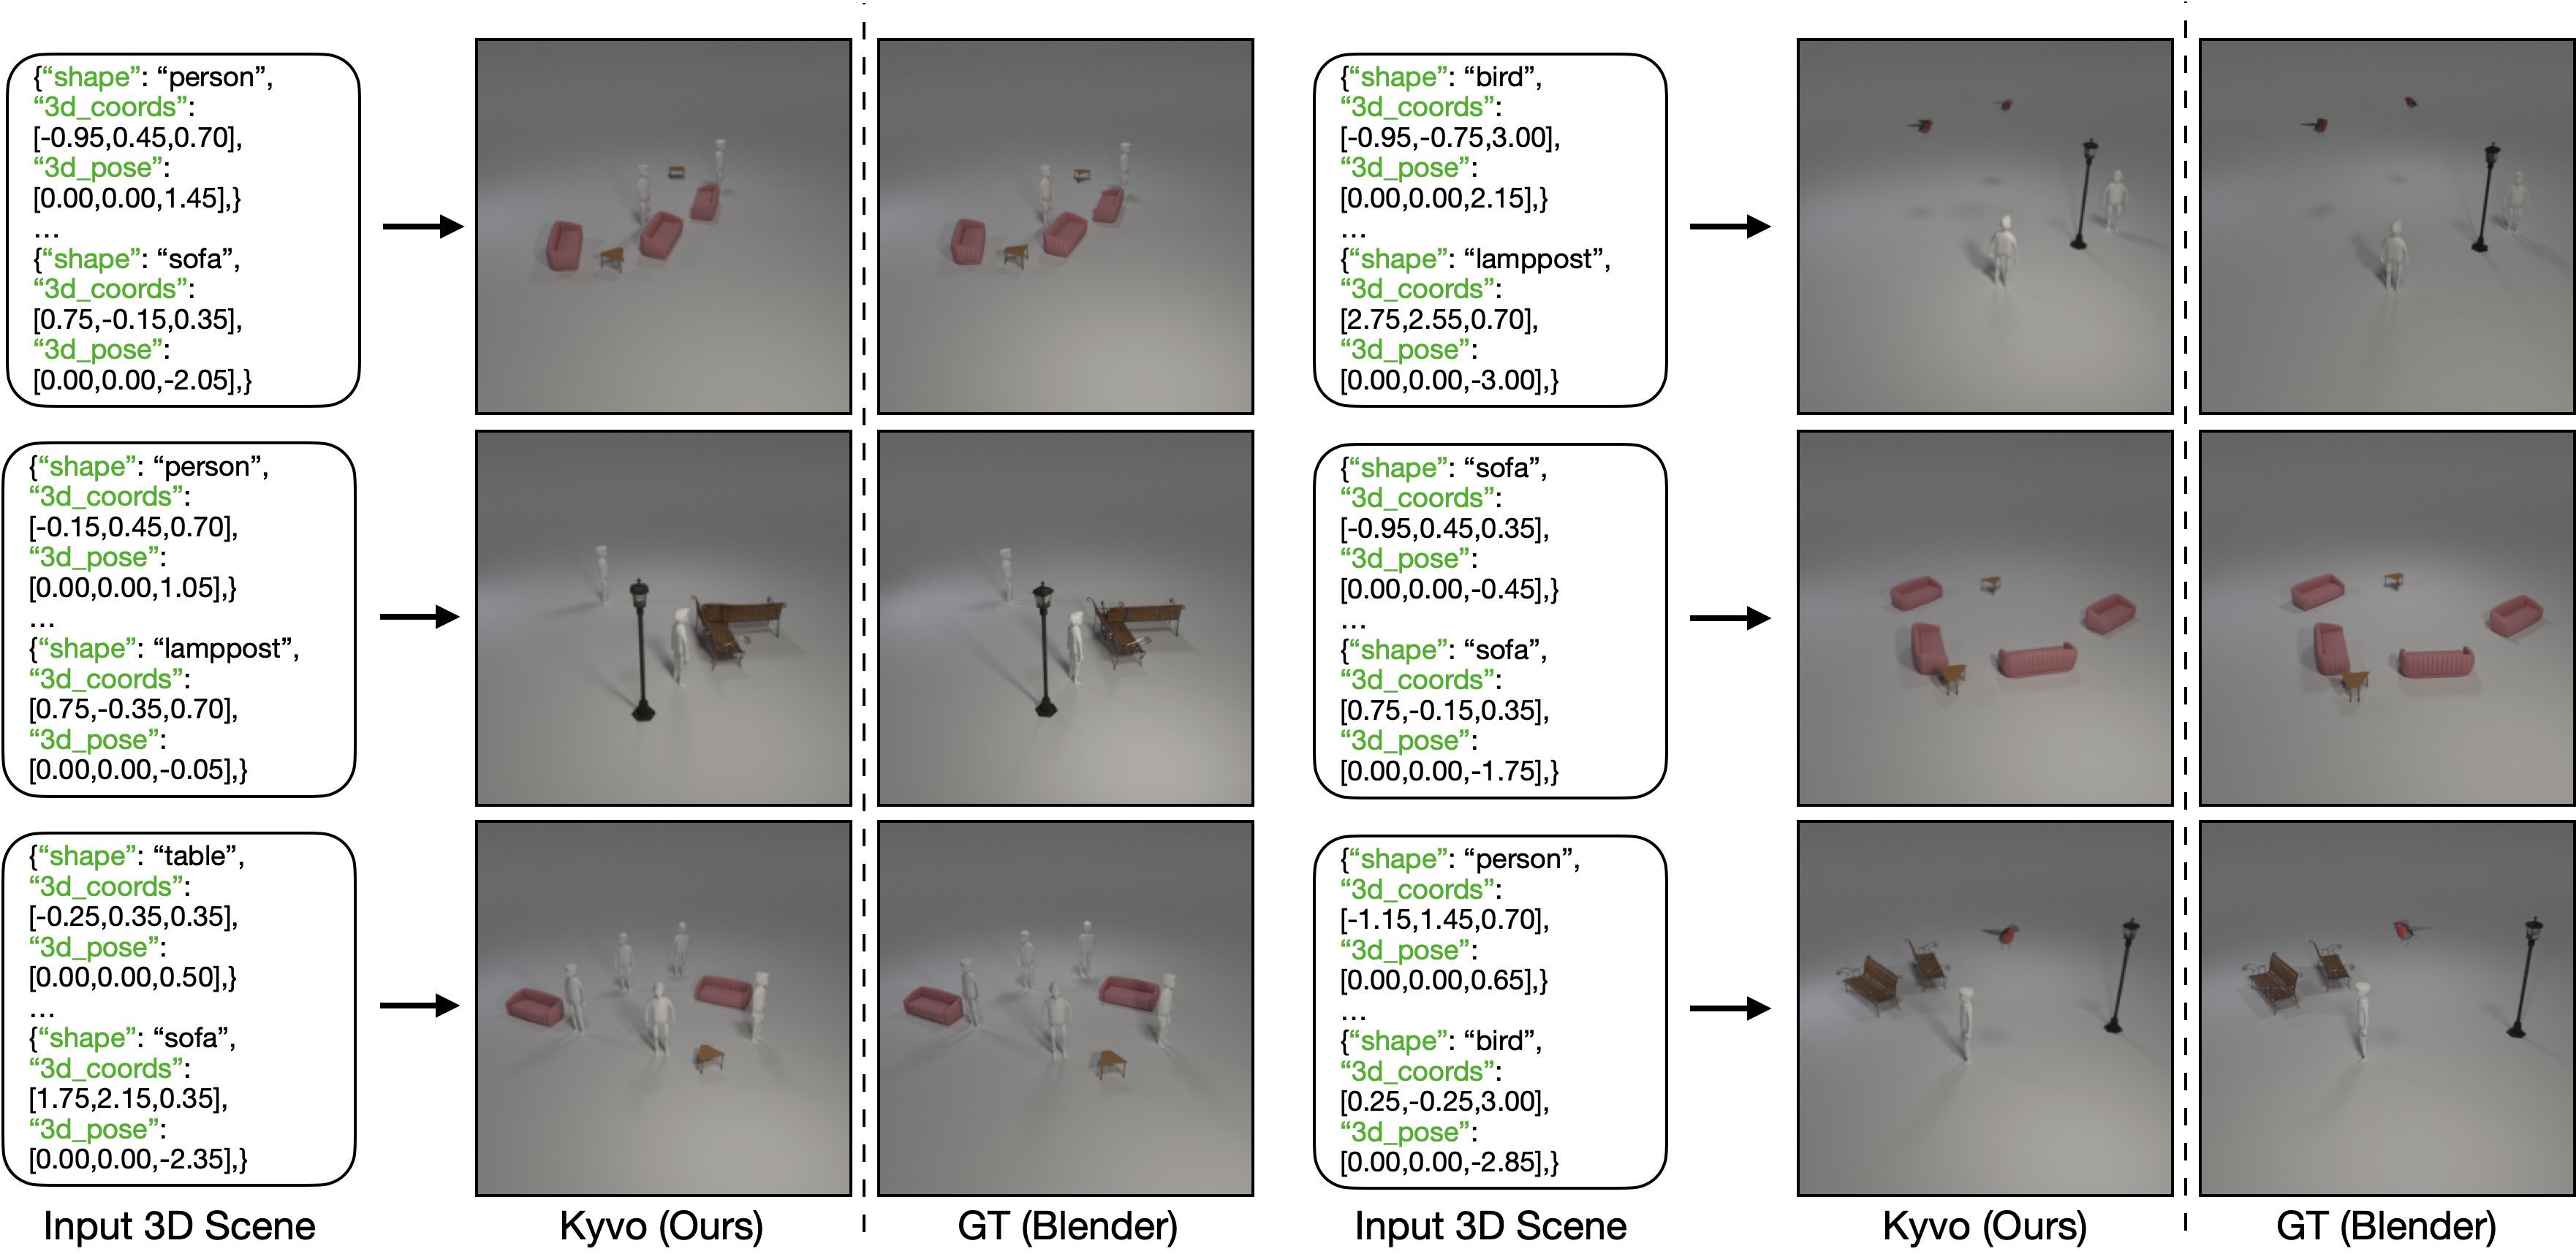 {“shape”: “person”,
“3d_coords”:
[-0.95,0.45,0.70],
“3d_pose”:
[0.00,0.00,1.45],}
...
{“shape”: “sofa”,
“3d_coords”:
[0.75,-0.15,0.35],
“3d_pose”:
[0.00,0.00,-2.05],}
{“shape”: “bird”,
“3d_coords”:
[-0.95,-0.75,3.00],
“3d_pose”:
[0.00,0.00,2.15],}
...
{“shape”: “lamppost”,
“3d_coords”:
[2.75,2.55,0.70],
“3d_pose”:
[0.00,0.00,-3.00],}
{“shape”: “person”,
“3d_coords”:
[-0.15,0.45,0.70],
“3d_pose”:
[0.00,0.00,1.05],}
...
{“shape”: “lamppost”,
“3d_coords”:
[0.75,-0.35,0.70],
“3d_pose”:
[0.00,0.00,-0.05],}
{“shape”: “sofa”,
“3d_coords”:
[-0.95,0.45,0.35],
“3d_pose”:
[0.00,0.00,-0.45],}
...
{“shape”: “sofa”,
“3d_coords”:
[0.75,-0.15,0.35],
“3d_pose”:
[0.00,0.00,-1.75],}
{“shape”: “table”,
“3d_coords”:
[-0.25,0.35,0.35],
“3d_pose”:
[0.00,0.00,0.50],}
...
{“shape”: “sofa”,
“3d_coords”:
[1.75,2.15,0.35],
“3d_pose”:
[0.00,0.00,-2.35],}
{“shape”: “person”,
“3d_coords”:
[-1.15,1.45,0.70],
“3d_pose”:
[0.00,0.00,0.65],}
...
{“shape”: “bird”,
“3d_coords”:
[0.25,-0.25,3.00],
“3d_pose”:
[0.00,0.00,-2.85],}
Input 3D Scene
Kyvo (Ours)
GT (Blender)
Input 3D Scene
Kyvo (Ours)
GT (Blender)